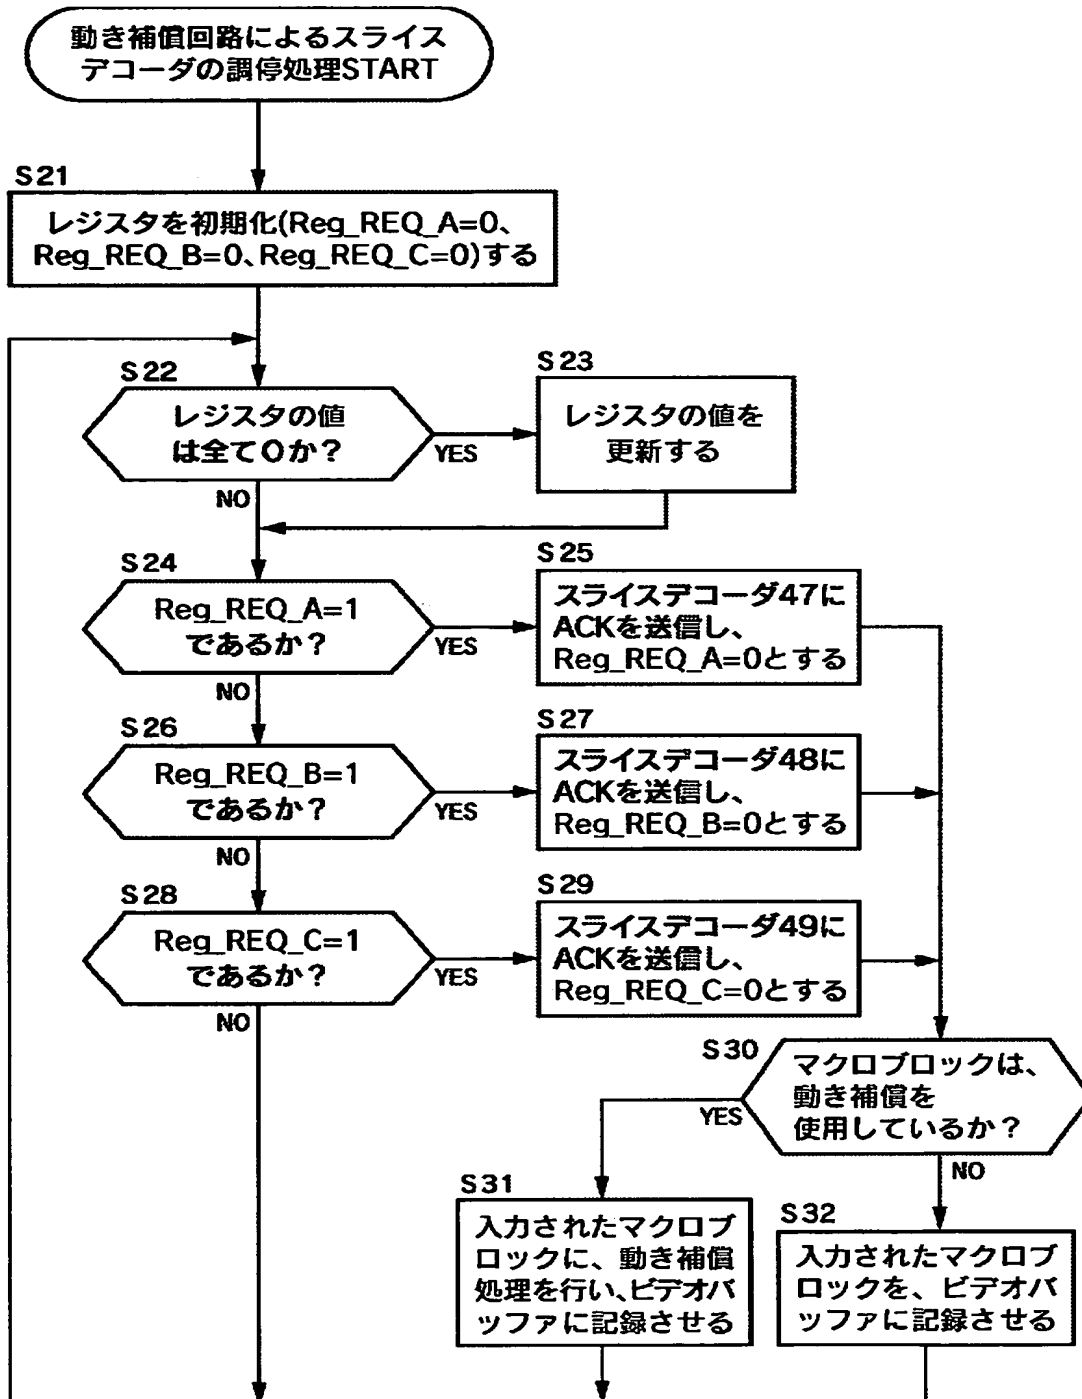 動き補償回路によるスライス
デコーダの調停処理START
S21
レジスタを初期化(Reg_REQ_A=0、
Reg_REQ_B=0、Reg_REQ_C=0)する
S22
レジスタの値
は全て0か?
YES
NO
S23
レジスタの値を
更新する
S24
Reg_REQ_A=1
であるか?
YES
NO
S25
スライスデコーダ47に
ACKを送信し、
Reg_REQ_A=0とする
S26
Reg_REQ_B=1
であるか?
YES
NO
S27
スライスデコーダ48に
ACKを送信し、
Reg_REQ_B=0とする
S28
Reg_REQ_C=1
であるか?
YES
NO
S29
スライスデコーダ49に
ACKを送信し、
Reg_REQ_C=0とする
S30
マクロブロックは、
動き補償を
使用しているか?
YES
NO
S31
入力されたマクロブ
ロックに、動き補償
処理を行い、ビデオバ
ッファに記録させる
S32
入力されたマクロブ
ロックを、ビデオバ
ッファに記録させる